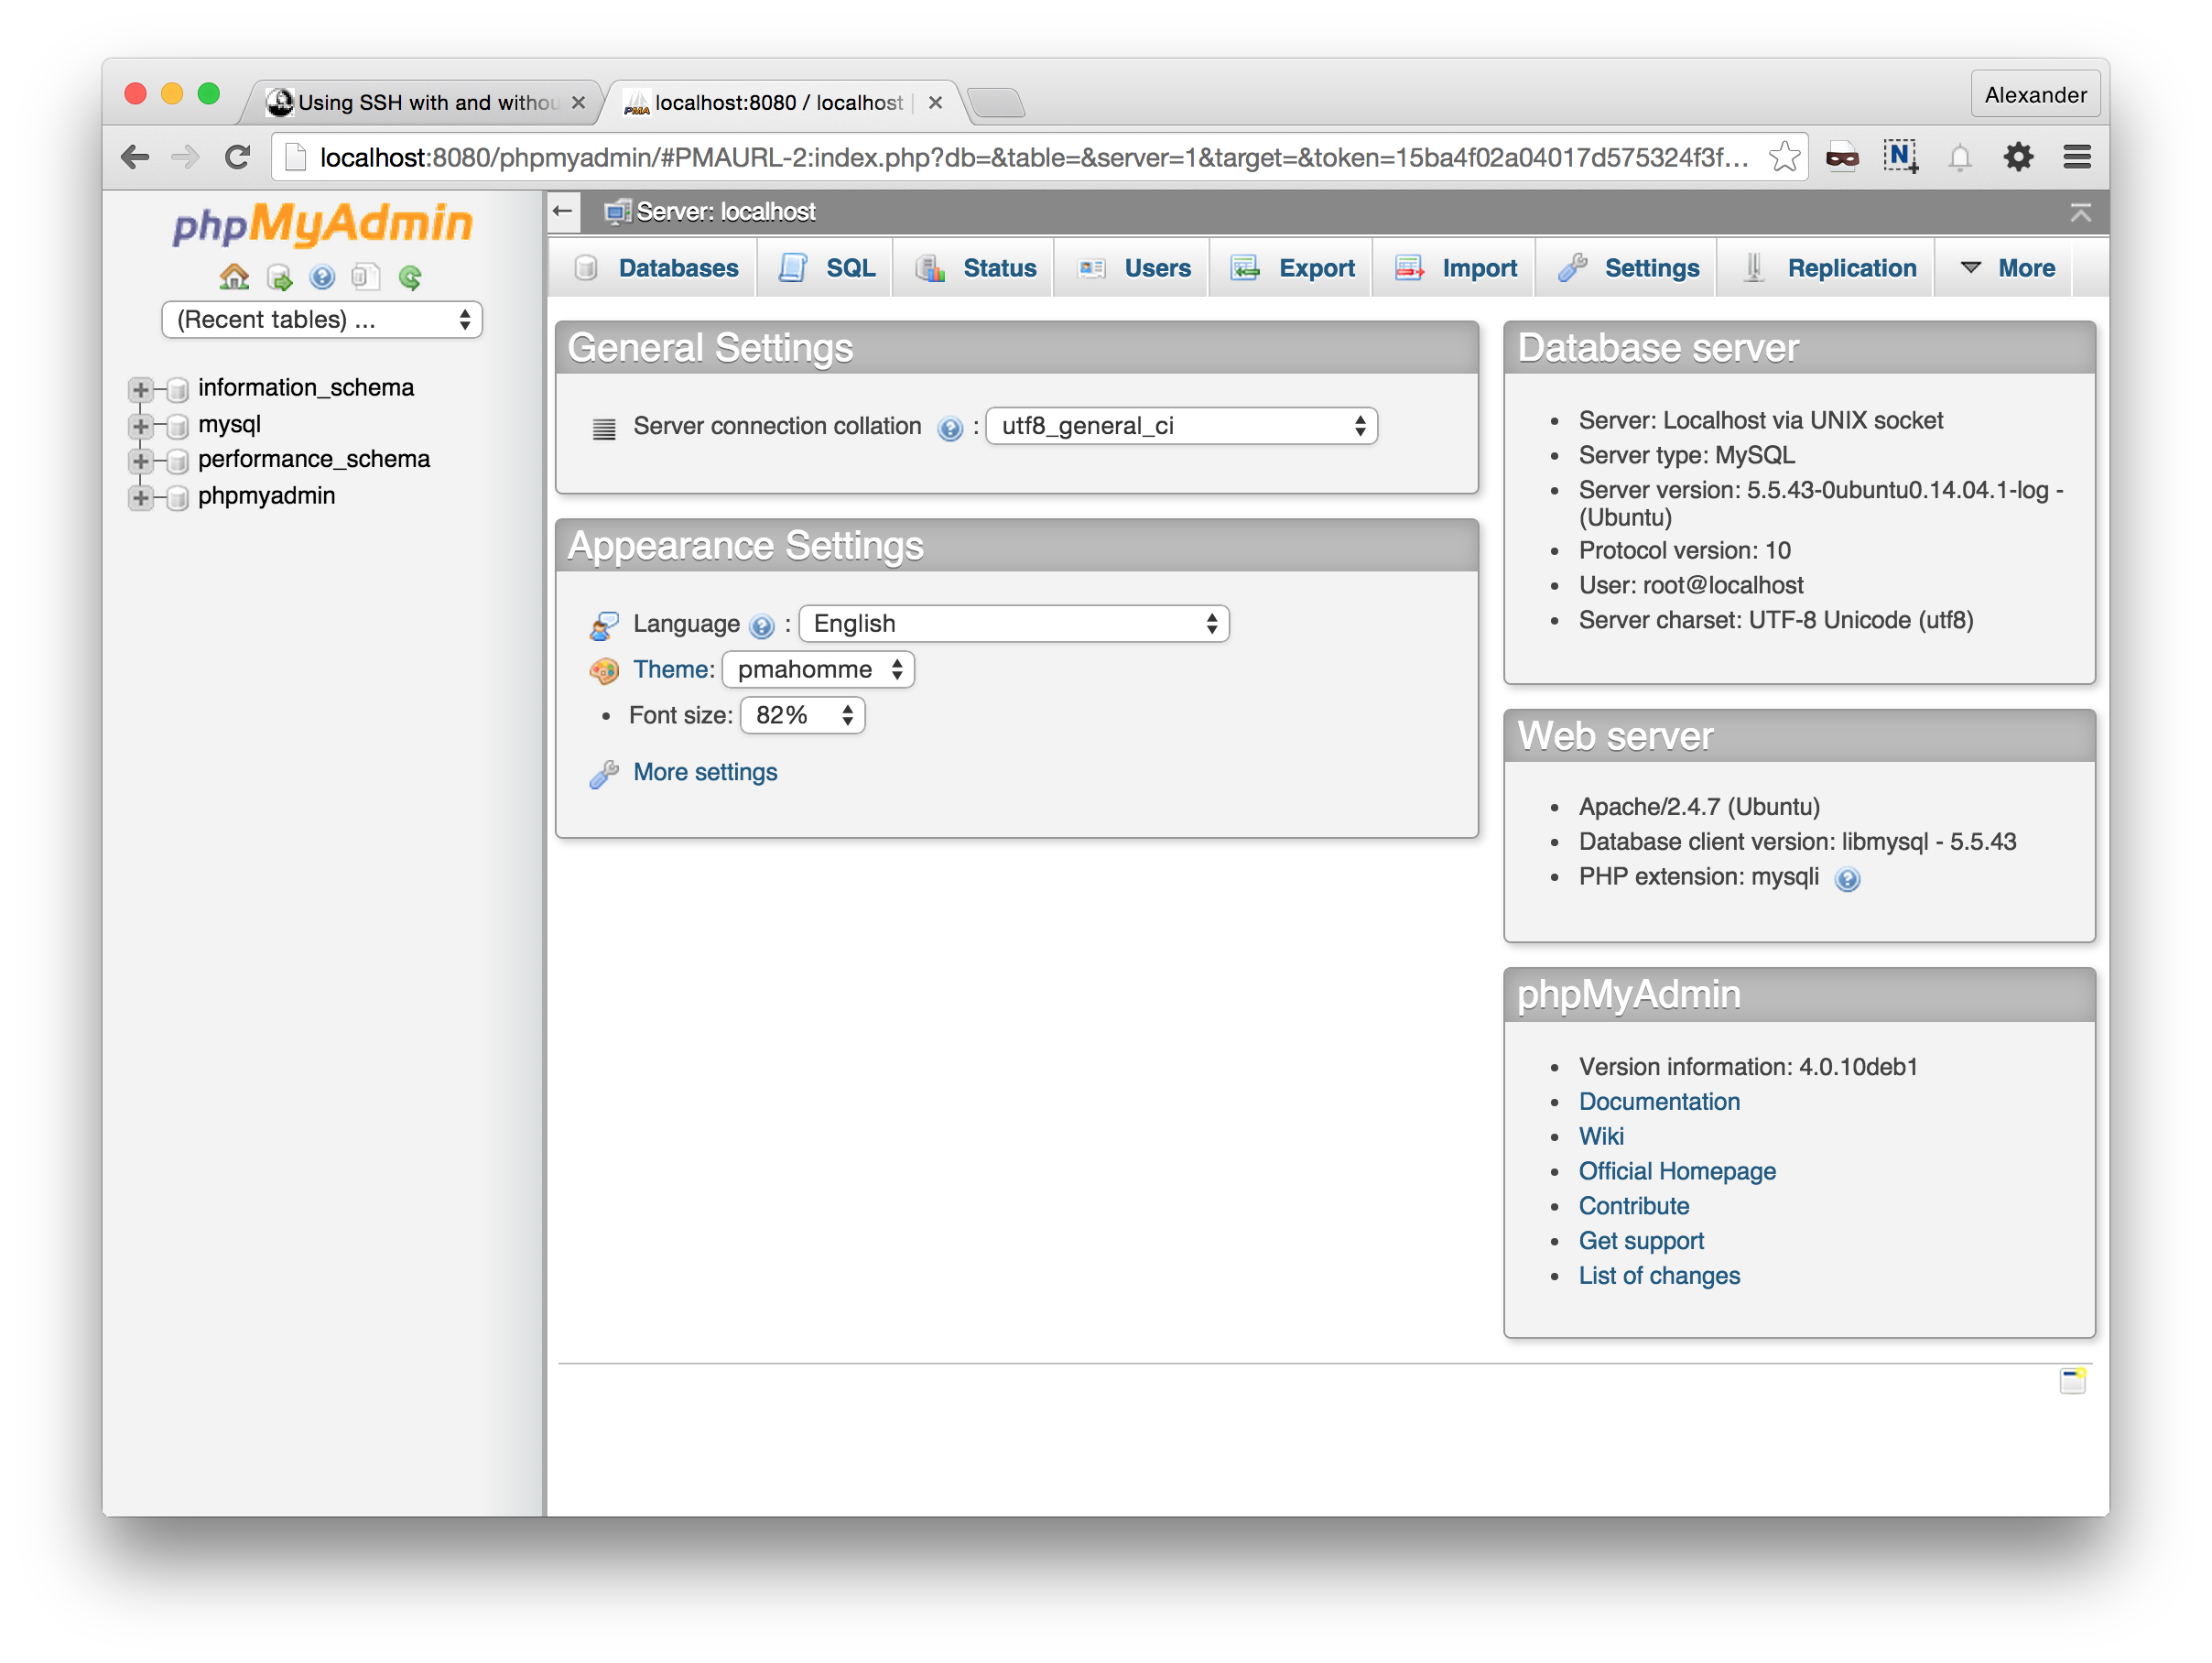 Using SSH with and withou
localhost:8080 / localhost |
Alexander
localhost:8080/phpmyadmin/#PMAURL-2:index.php?db=&table=&server=1&target=&token=15ba4f02a04017d575324f3f...
N
phpMyAdmin
(Recent tables) ...
information_schema
mysql
performance_schema
phpmyadmin
Server: localhost
Databases
SQL
Status
Users
Export
Import
Settings
Replication
More
General Settings
Server connection collation : utf8_general_ci
Appearance Settings
Language : English
Theme: pmahomme
• Font size: 82%
More settings
Database server
• Server: Localhost via UNIX socket
• Server type: MySQL
• Server version: 5.5.43-0ubuntu0.14.04.1-log -
(Ubuntu)
• Protocol version: 10
• User: root@localhost
• Server charset: UTF-8 Unicode (utf8)
Web server
• Apache/2.4.7 (Ubuntu)
• Database client version: libmysql - 5.5.43
• PHP extension: mysqli
phpMyAdmin
• Version information: 4.0.10deb1
• Documentation
• Wiki
• Official Homepage
• Contribute
• Get support
• List of changes